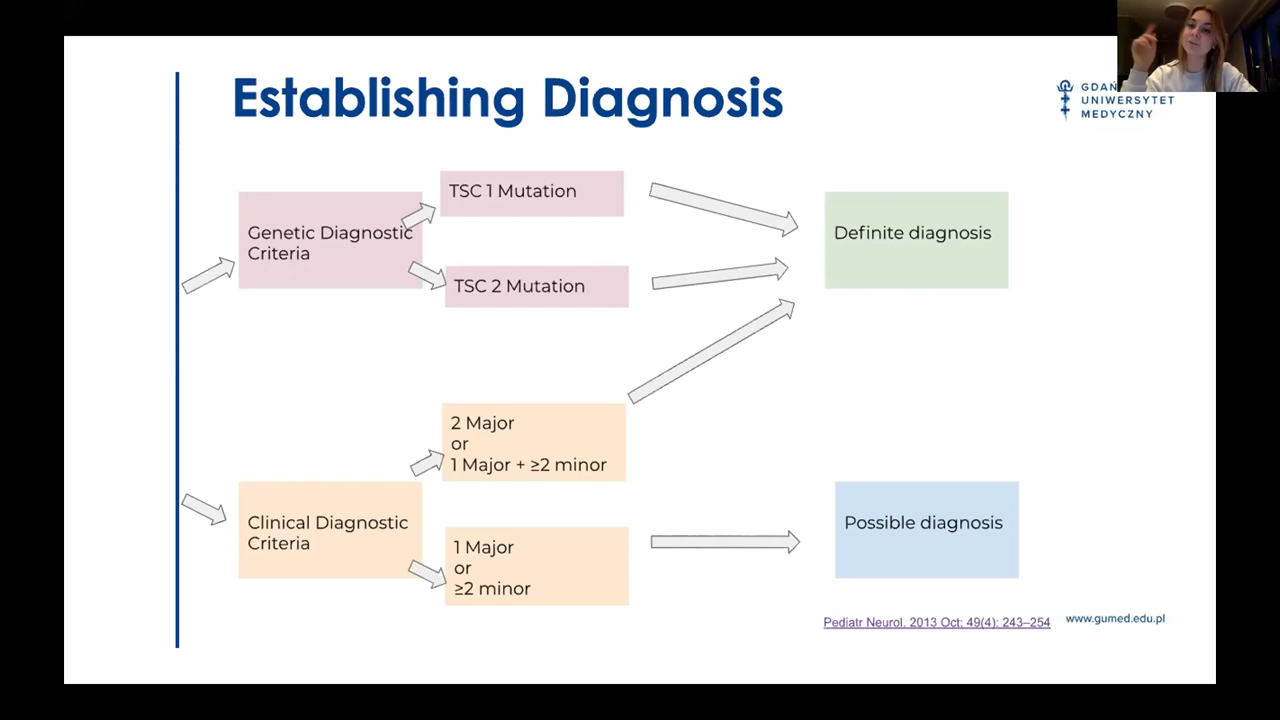 Establishing Diagnosis
UNIWERSYTET
MEDYCZNY
TSC 1 Mutation
Genetic Diagnostic
Criteria
Definite diagnosis
TSC 2 Mutation
2 Major
or
1 Major + ≥2 minor
Clinical Diagnostic
Criteria
Possible diagnosis
1 Major
or
≥2 minor
Pediatr Neurol. 2013 Oct; 49(4): 243–254
www.gumed.edu.pl